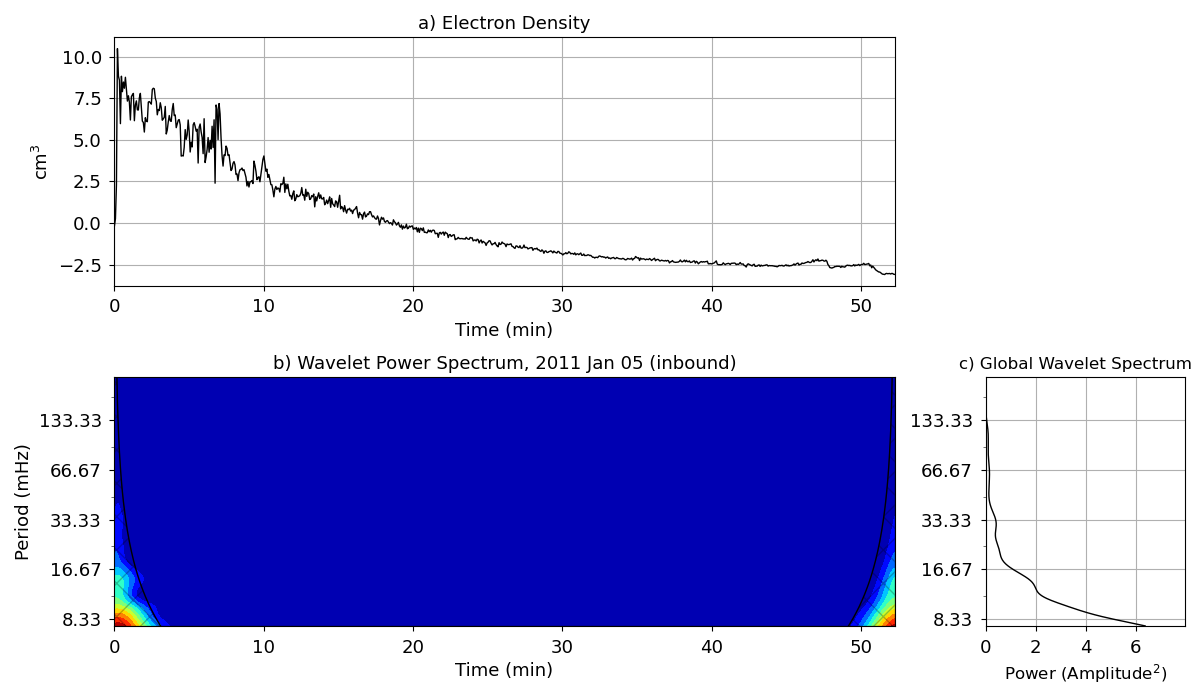 a) Electron Density
10.0
7.5
5.0
2.5
0.0
−2.5
cm³
0 10 20 30 40 50
Time (min)
b) Wavelet Power Spectrum, 2011 Jan 05 (inbound)
133.33
66.67
33.33
16.67
8.33
Period (mHz)
0 10 20 30 40 50
Time (min)
c) Global Wavelet Spectrum
133.33
66.67
33.33
16.67
8.33
0 2 4 6
Power (Amplitude²)